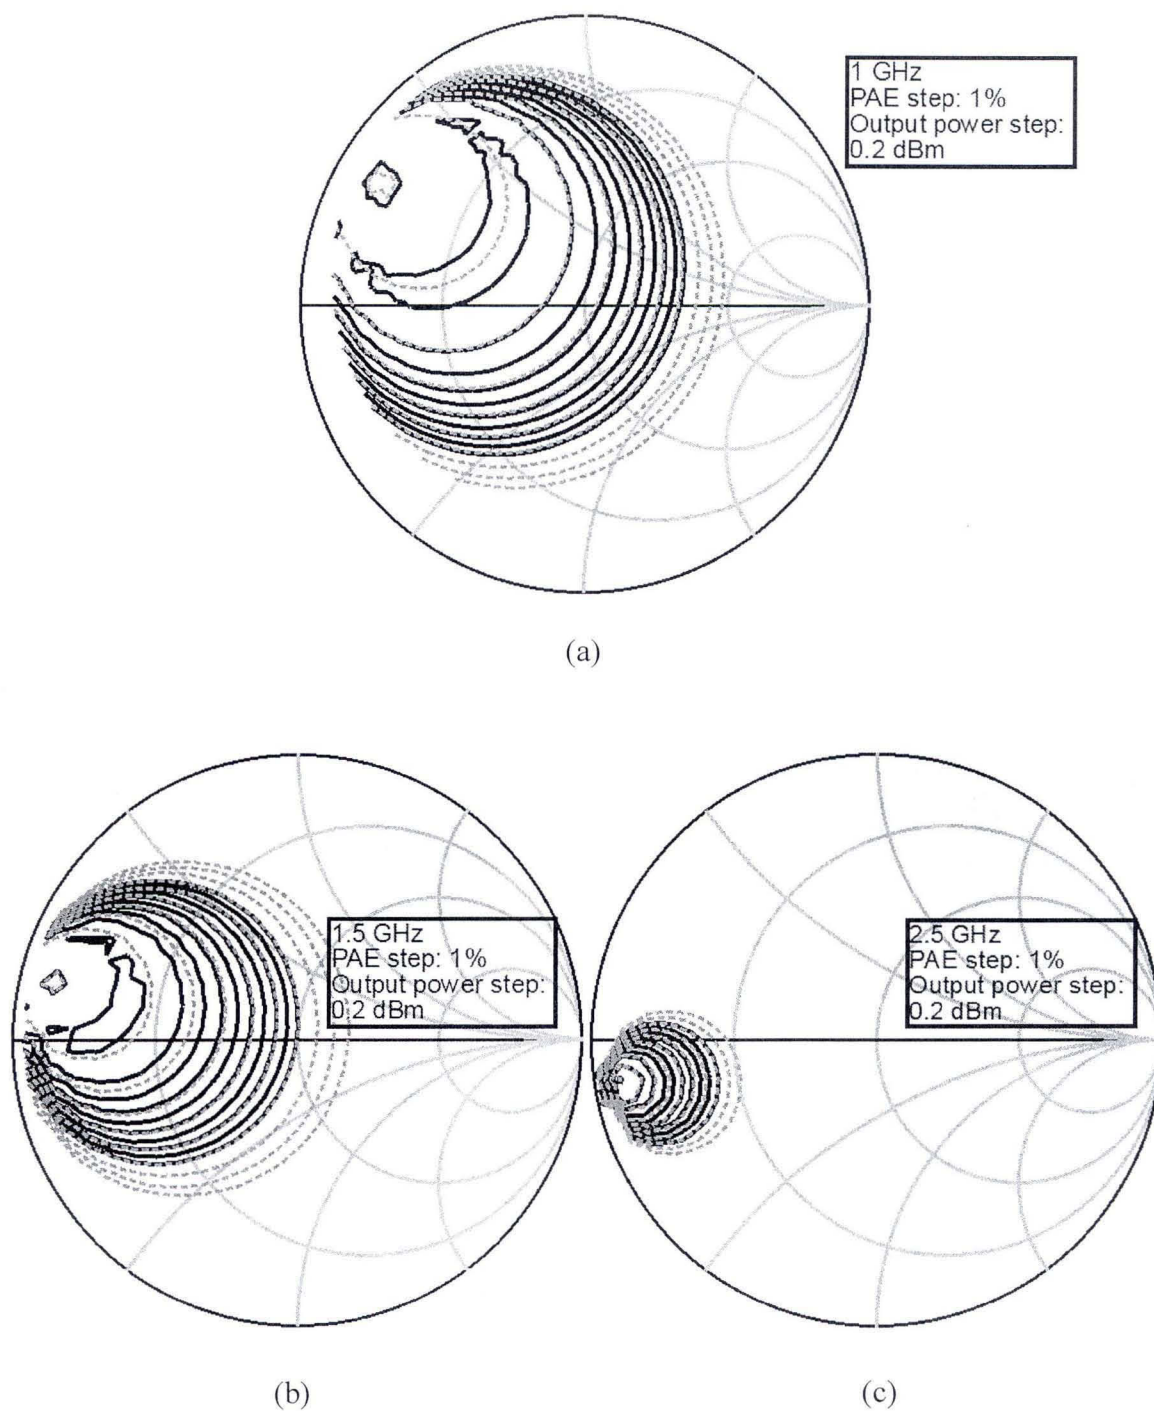 1 GHz
PAE step: 1%
Output power step:
0.2 dBm
(a)
1.5 GHz
PAE step: 1%
Output power step:
0.2 dBm
2.5 GHz
PAE step: 1%
Output power step:
0.2 dBm
(b)
(c)